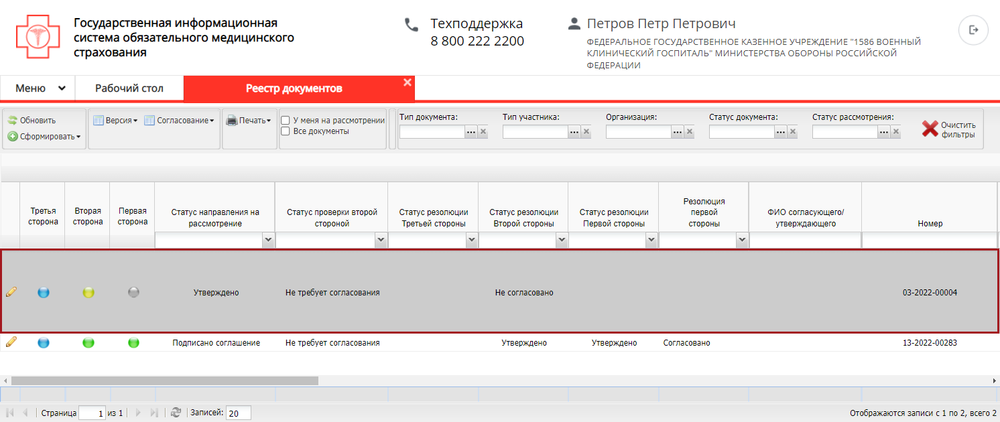 Государственная информационная
система обязательного медицинского
страхования
Техподдержка
8 800 222 2200
Петров Петр Петрович
ФЕДЕРАЛЬНОЕ ГОСУДАРСТВЕННОЕ КАЗЕННОЕ УЧРЕЖДЕНИЕ "1586 ВОЕННЫЙ
КЛИНИЧЕСКИЙ ГОСПИТАЛЬ" МИНИСТЕРСТВА ОБОРОНЫ РОССИЙСКОЙ
ФЕДЕРАЦИИ
Меню Рабочий стол Реестр документов
Обновить
Сформировать
Версия Согласование Печать
У меня на рассмотрении
Все документы
Тип документа: Тип участника: Организация: Статус документа: Статус рассмотрения:
Очистить
фильтры
Третья
сторона
Вторая
сторона
Первая
сторона
Статус направления на
рассмотрение
Статус проверки второй
стороной
Статус резолюции
Третьей стороны
Статус резолюции
Второй стороны
Статус резолюции
Первой стороны
Резолюция
первой
стороны
ФИО согласующего/
утверждающего
Номер
Утверждено Не требует согласования Не согласовано 03-2022-00004
Подписано соглашение Не требует согласования Утверждено Утверждено Согласовано 13-2022-00283
Страница 1 из 1 Записей: 20 Отображаются записи с 1 по 2, всего 2